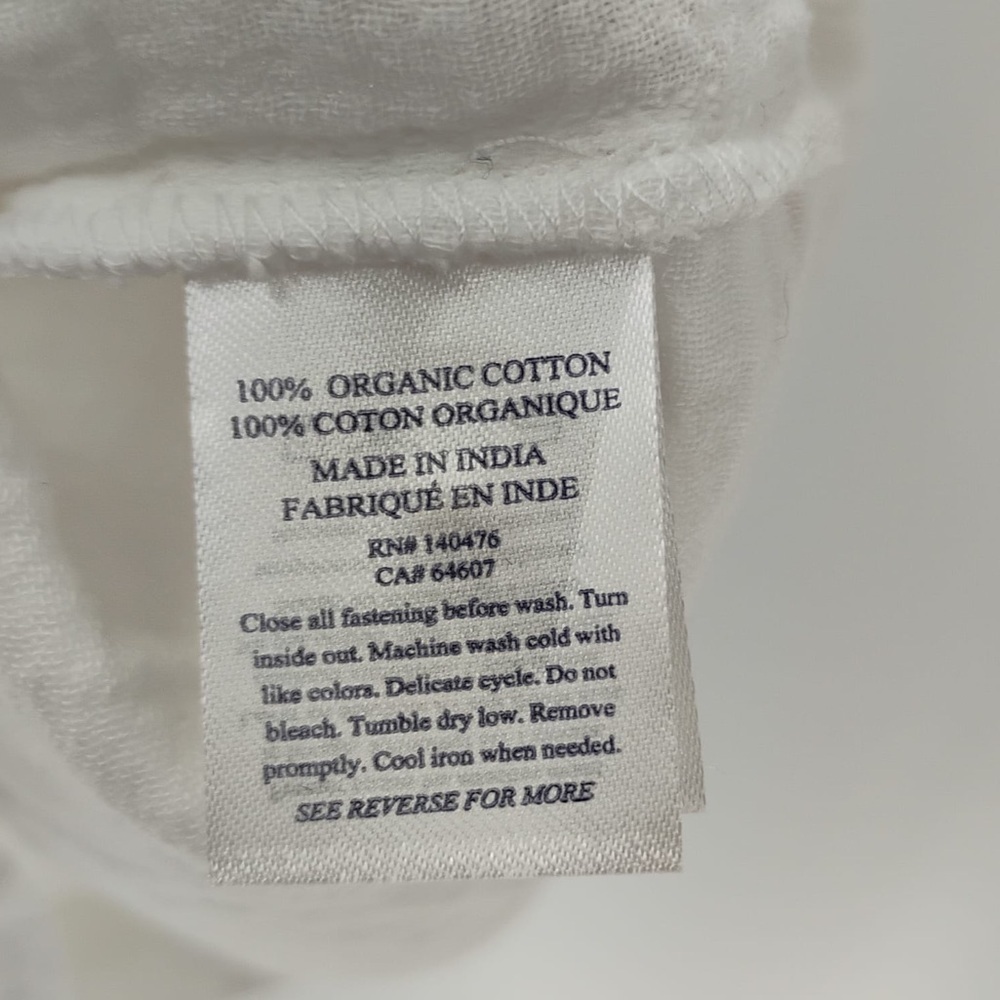 100% ORGANIC COTTON
100% COTON ORGANIQUE
MADE IN INDIA
FABRIQUÉ EN INDE
RN# 140476
CA# 64607
Close all fastening before wash. Turn
inside out. Machine wash cold with
like colors. Delicate cycle. Do not
bleach. Tumble dry low. Remove
promptly. Cool iron when needed.
SEE REVERSE FOR MORE